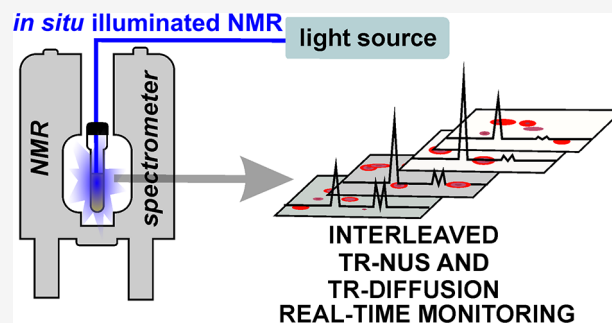 in situ illuminated NMR
light source
NMR
spectrometer
INTERLEAVED
TR-NUS AND
TR-DIFFUSION
REAL-TIME MONITORING